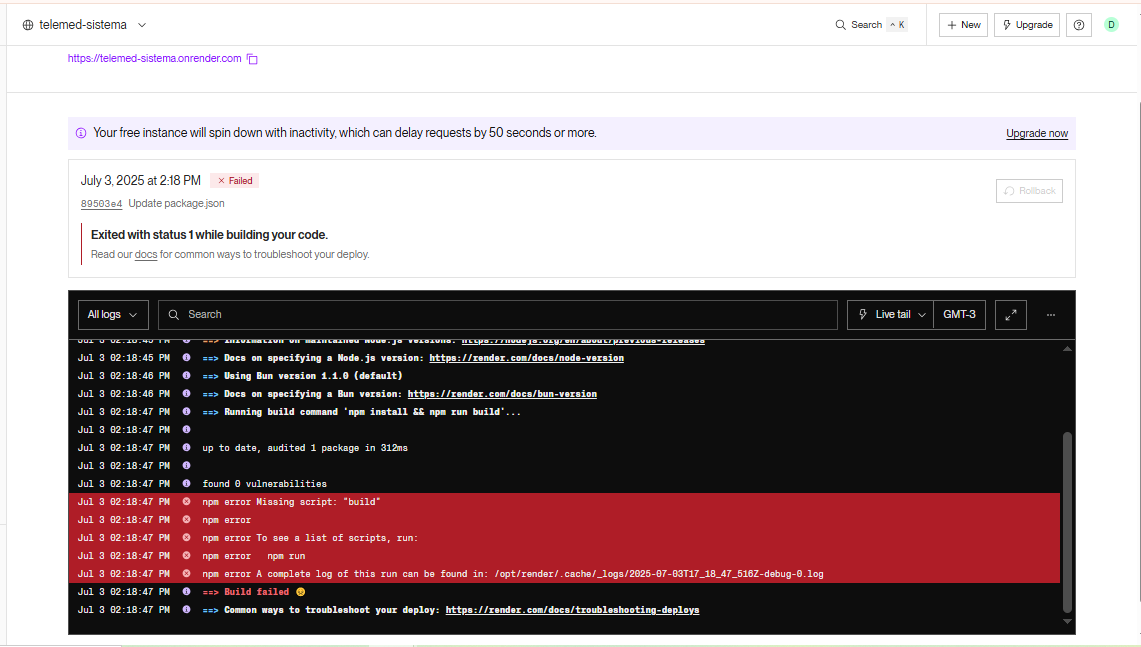 telemed-sistema
Search ^ K
+ New
Upgrade
D
https://telemed-sistema.onrender.com
Your free instance will spin down with inactivity, which can delay requests by 50 seconds or more.
Upgrade now
July 3, 2025 at 2:18 PM × Failed
Rollback
89503e4 Update package.json
Exited with status 1 while building your code.
Read our docs for common ways to troubleshoot your deploy.
All logs
Search
Live tail
GMT-3
...
Jul 3 02:18:45 PM ==> Information on maintained Node.js versions: https://nodejs.org/en/about/previous-releases
Jul 3 02:18:45 PM ==> Docs on specifying a Node.js version: https://render.com/docs/node-version
Jul 3 02:18:46 PM ==> Using Bun version 1.1.0 (default)
Jul 3 02:18:46 PM ==> Docs on specifying a Bun version: https://render.com/docs/bun-version
Jul 3 02:18:47 PM ==> Running build command 'npm install && npm run build'...
Jul 3 02:18:47 PM
Jul 3 02:18:47 PM up to date, audited 1 package in 312ms
Jul 3 02:18:47 PM
Jul 3 02:18:47 PM found 0 vulnerabilities
Jul 3 02:18:47 PM npm error Missing script: "build"
Jul 3 02:18:47 PM npm error
Jul 3 02:18:47 PM npm error To see a list of scripts, run:
Jul 3 02:18:47 PM npm error   npm run
Jul 3 02:18:47 PM npm error A complete log of this run can be found in: /opt/render/.cache/_logs/2025-07-03T17_18_47_516Z-debug-0.log
Jul 3 02:18:47 PM ==> Build failed 😞
Jul 3 02:18:47 PM ==> Common ways to troubleshoot your deploy: https://render.com/docs/troubleshooting-deploys